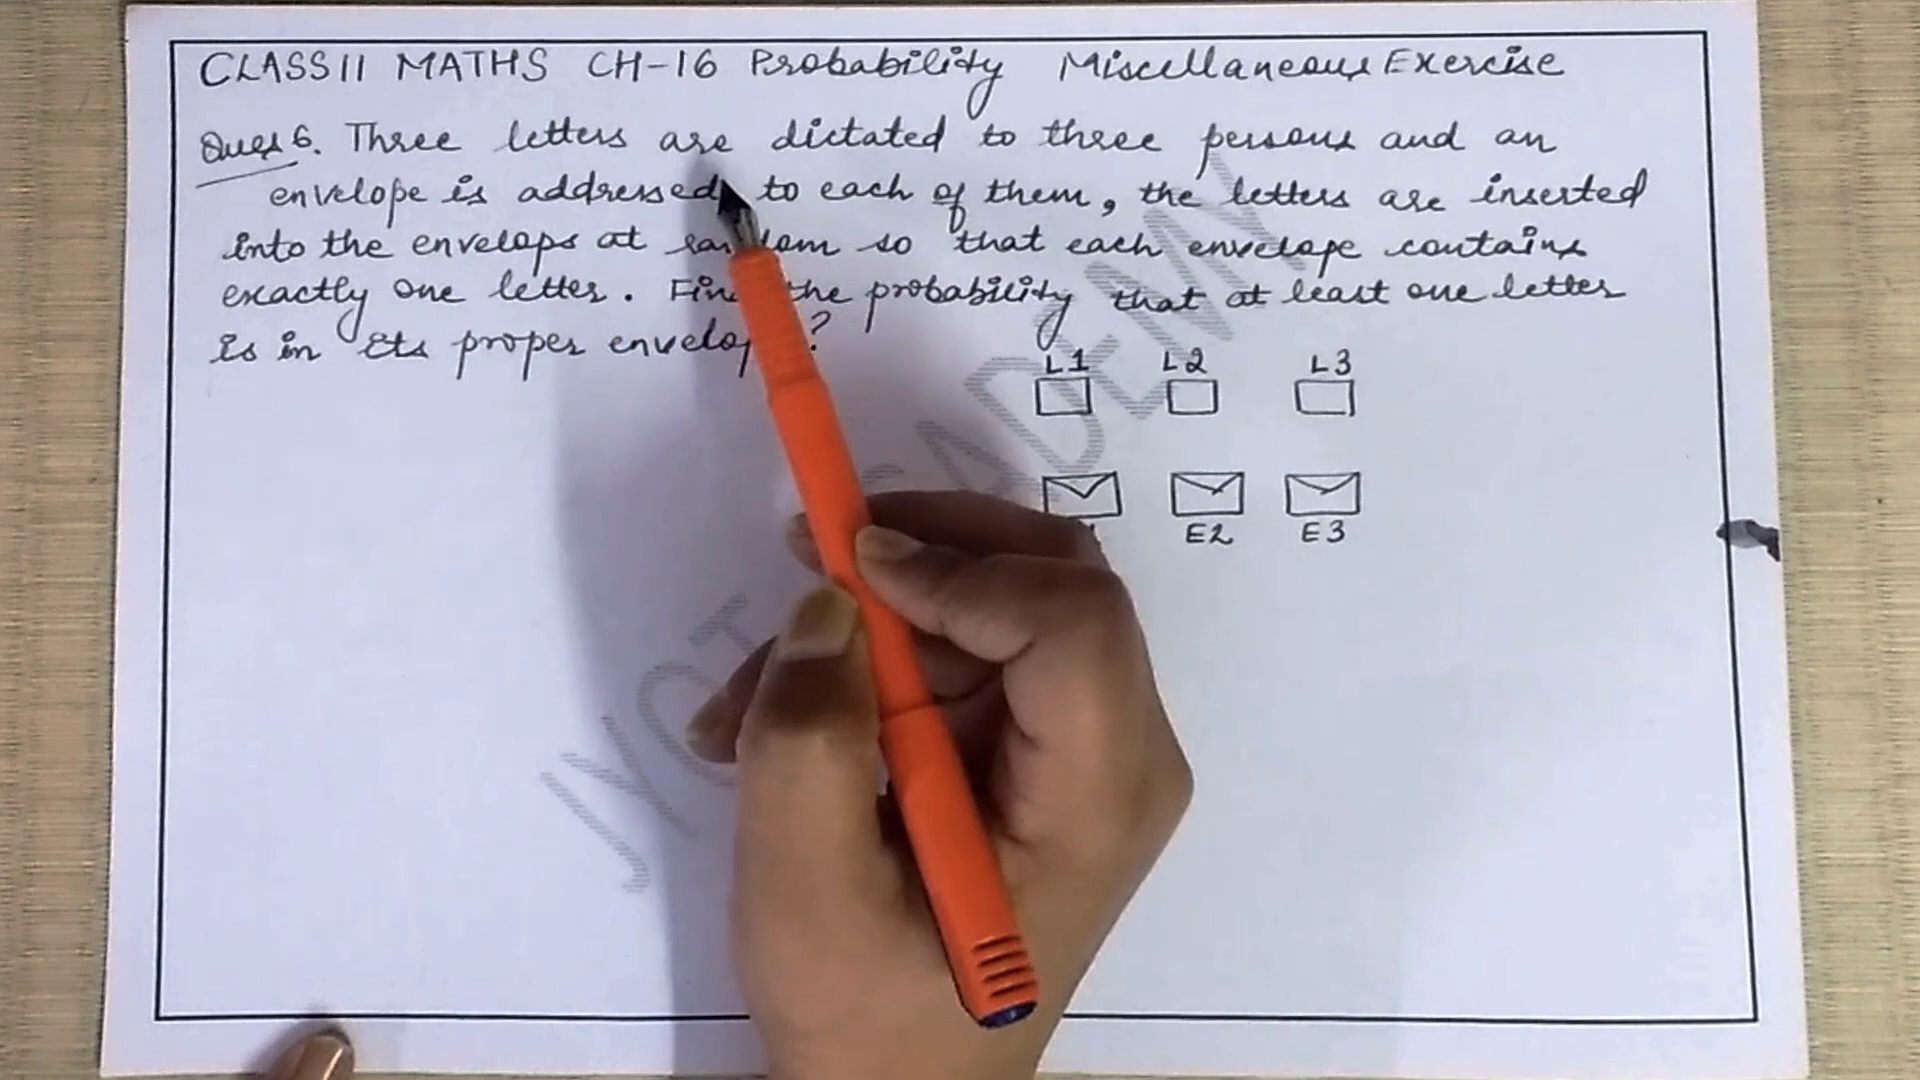 CLASS 11 MATHS CH-16 Probability Miscellaneous Exercise
Ques 6. Three letters are dictated to three persons and an
envelope is addressed to each of them, the letters are inserted
into the envelops at random so that each envelope contains
exactly one letter. Find the probability that at least one letter
is in its proper envelop ?
L1 L2 L3
E2 E3